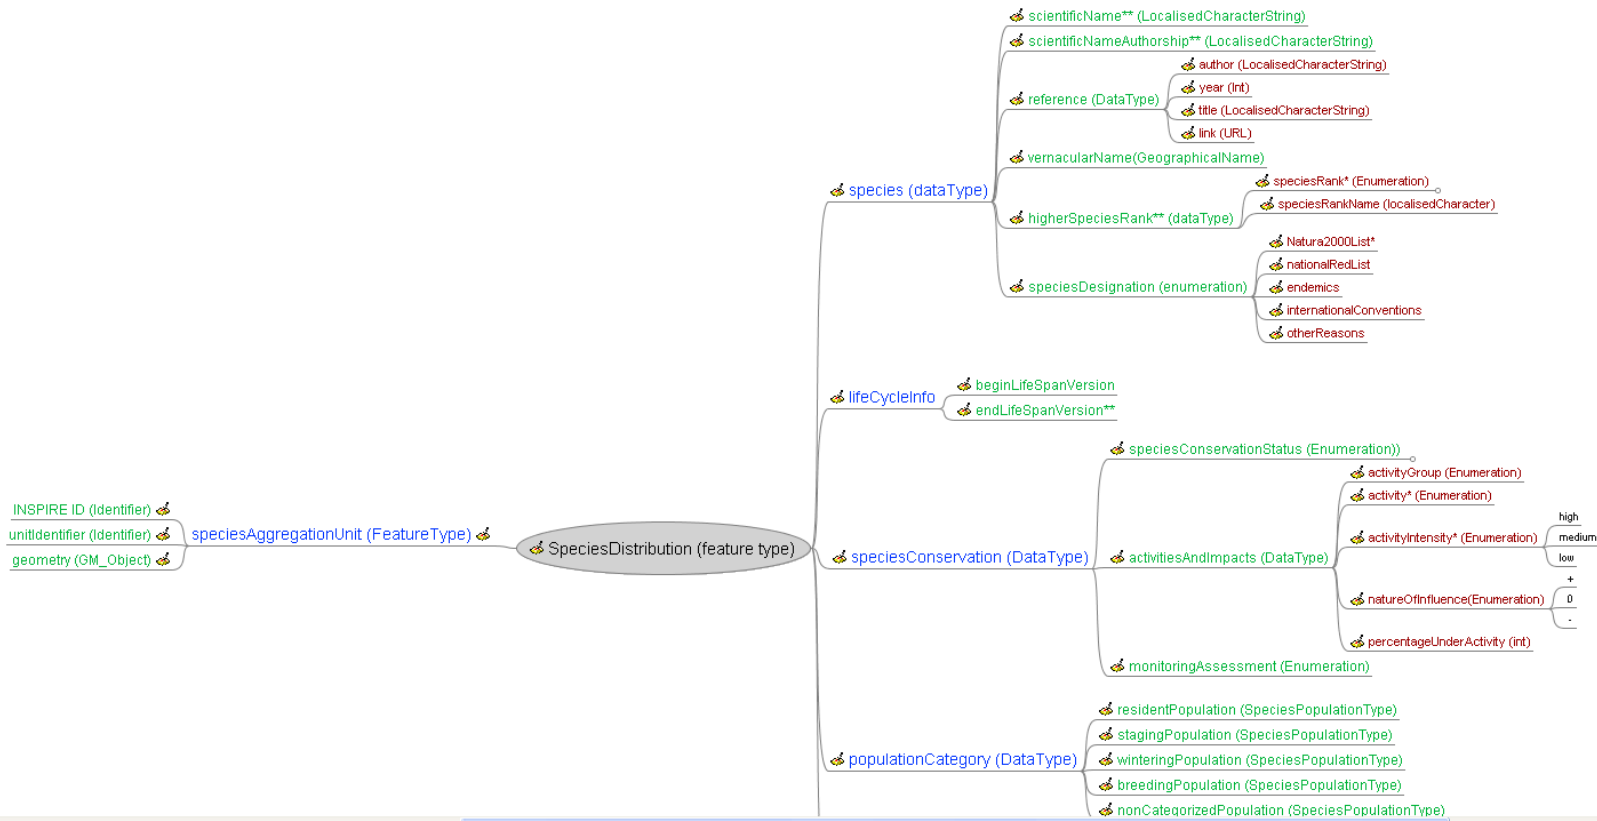 scientificName** (LocalisedCharacterString)
scientificNameAuthorship** (LocalisedCharacterString)
author (LocalisedCharacterString)
year (Int)
reference (DataType)
title (LocalisedCharacterString)
link (URL)
vernacularName(GeographicalName)
speciesRank* (Enumeration)
species (dataType)
speciesRankName (localisedCharacter)
higherSpeciesRank** (dataType)
Natura2000List*
nationalRedList
speciesDesignation (enumeration)
endemics
internationalConventions
otherReasons
beginLifeSpanVersion
lifeCycleInfo
endLifeSpanVersion**
speciesConservationStatus (Enumeration))
activityGroup (Enumeration)
activity* (Enumeration)
high
activityIntensity* (Enumeration)
medium
low
INSPIRE ID (Identifier)
unitIdentifier (Identifier)
speciesAggregationUnit (FeatureType)
geometry (GM_Object)
SpeciesDistribution (feature type)
speciesConservation (DataType)
activitiesAndImpacts (DataType)
+
natureOfInfluence(Enumeration)
0
-
percentageUnderActivity (int)
monitoringAssessment (Enumeration)
residentPopulation (SpeciesPopulationType)
stagingPopulation (SpeciesPopulationType)
populationCategory (DataType)
winteringPopulation (SpeciesPopulationType)
breedingPopulation (SpeciesPopulationType)
nonCategorizedPopulation (SpeciesPopulationType)